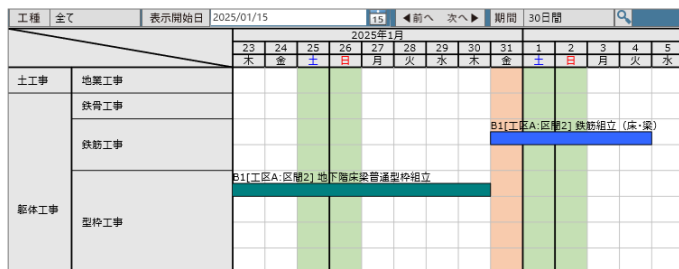 工種 全て 表示開始日 2025/01/15 15 ◀前へ 次へ▶ 期間 30日間
2025年1月
23 24 25 26 27 28 29 30 31 1 2 3 4 5
木 金 土 日 月 火 水 木 金 土 日 月 火 水
土工事 地業工事
鉄骨工事
B1[工区A:区間2] 鉄筋組立（床・梁）
鉄筋工事
B1[工区A:区間2] 地下階床梁普通型枠組立
躯体工事
型枠工事